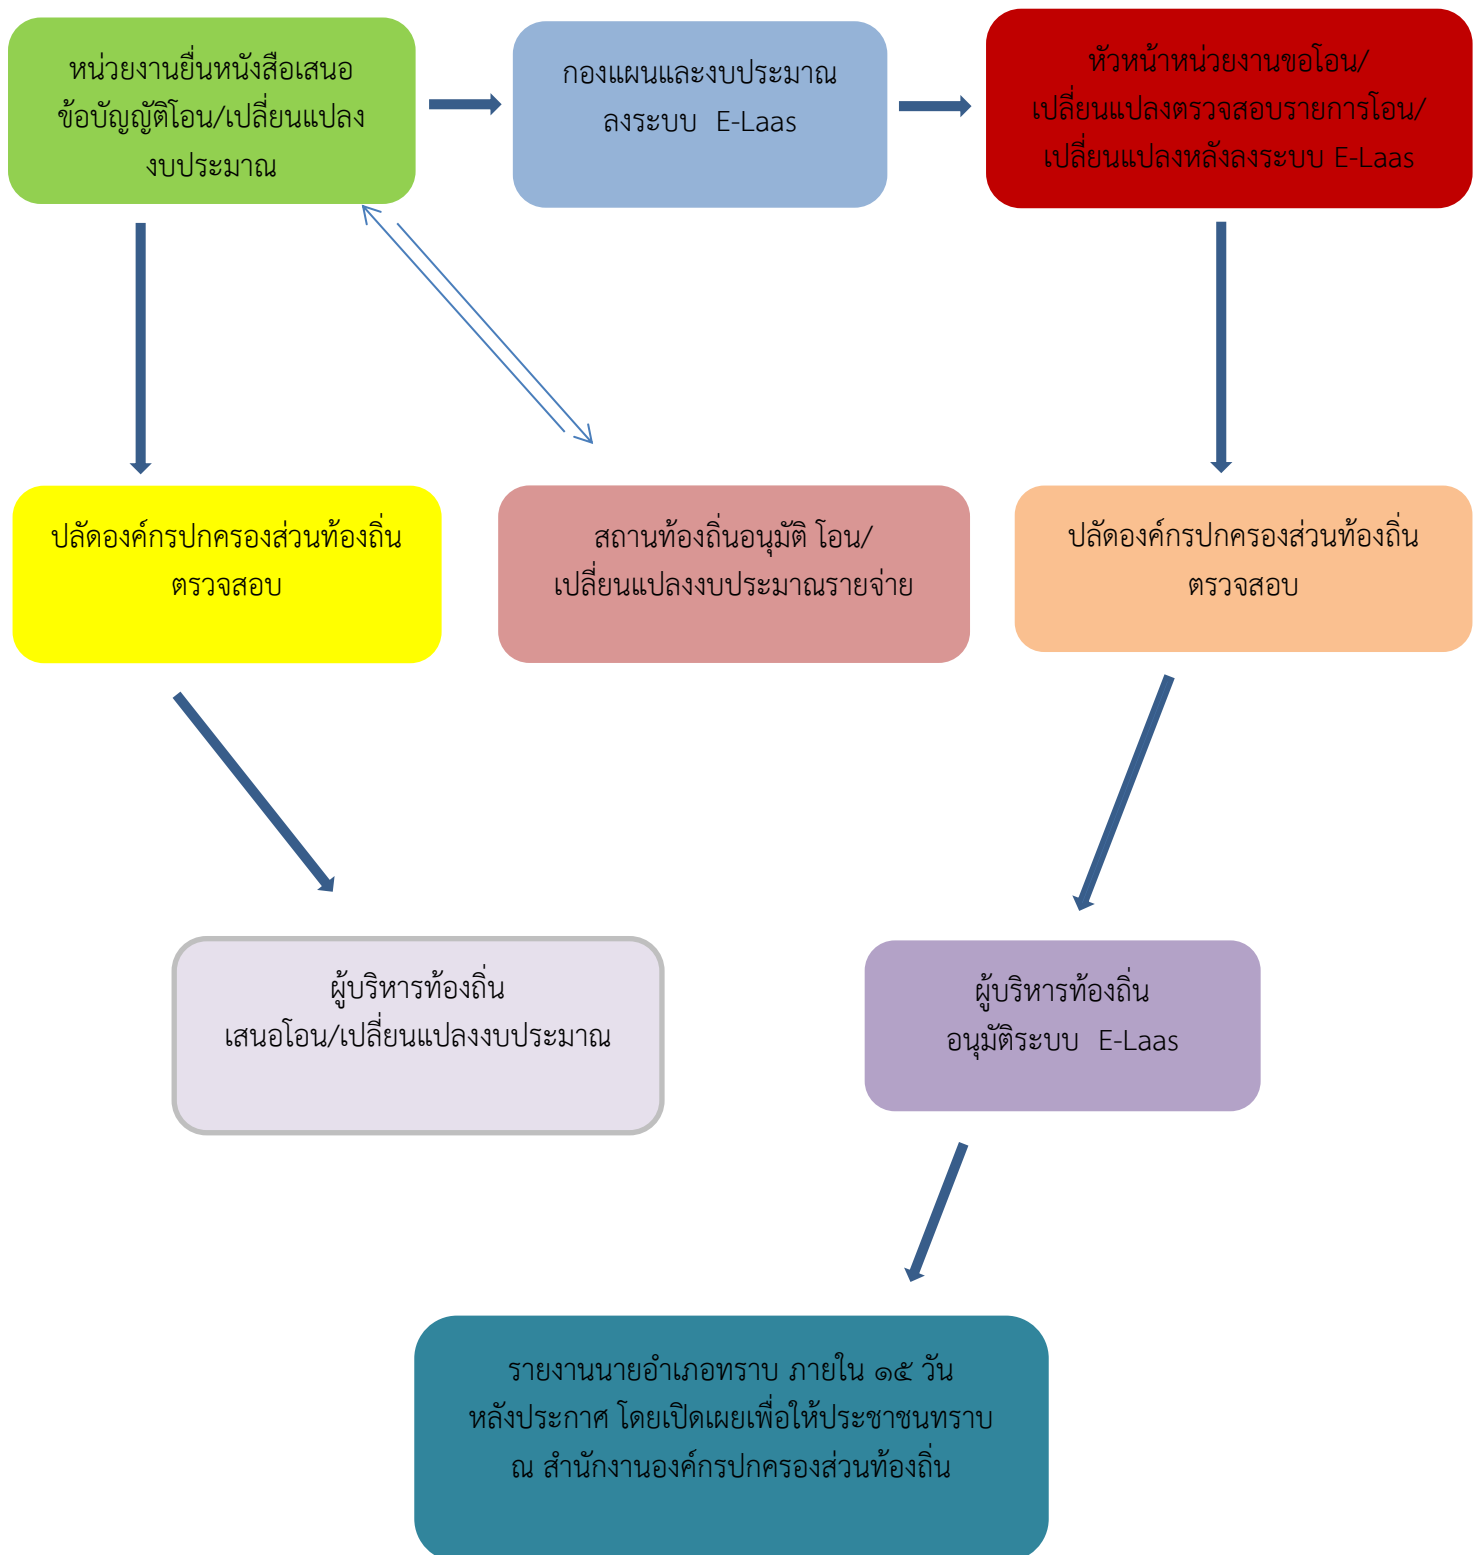 หน่วยงานยื่นหนังสือเสนอ
ข้อบัญญัติโอน/เปลี่ยนแปลง
งบประมาณ
กองแผนและงบประมาณ
ลงระบบ E-Laas
หัวหน้าหน่วยงานขอโอน/
เปลี่ยนแปลงตรวจสอบรายการโอน/
เปลี่ยนแปลงหลังลงระบบ E-Laas
ปลัดองค์กรปกครองส่วนท้องถิ่น
ตรวจสอบ
สถานท้องถิ่นอนุมัติ โอน/
เปลี่ยนแปลงงบประมาณรายจ่าย
ปลัดองค์กรปกครองส่วนท้องถิ่น
ตรวจสอบ
ผู้บริหารท้องถิ่น
เสนอโอน/เปลี่ยนแปลงงบประมาณ
ผู้บริหารท้องถิ่น
อนุมัติระบบ E-Laas
รายงานนายอำเภอทราบ ภายใน ๑๕ วัน
หลังประกาศ โดยเปิดเผยเพื่อให้ประชาชนทราบ
ณ สำนักงานองค์กรปกครองส่วนท้องถิ่น